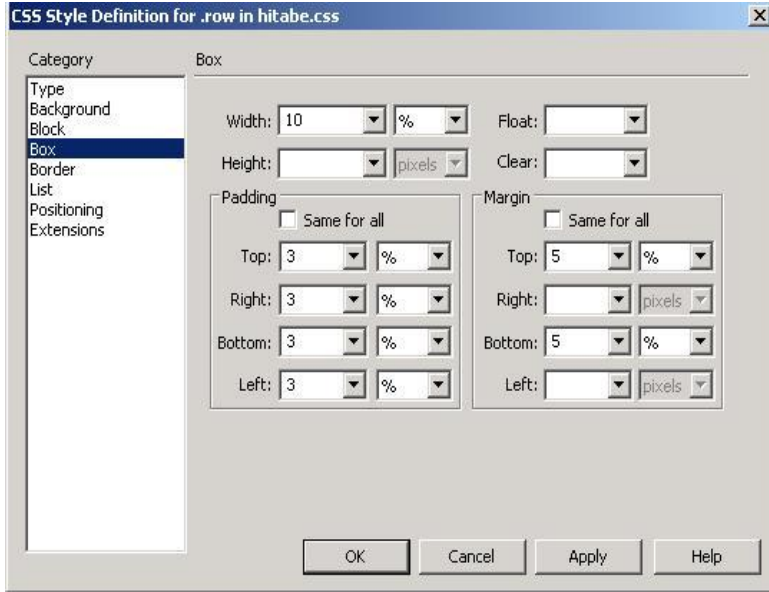 CSS Style Definition for .row in hitabe.css
Category
Type
Background
Block
Box
Border
List
Positioning
Extensions
Box
Width: 10 % Float:
Height: pixels Clear:
Padding
Same for all
Top: 3 %
Right: 3 %
Bottom: 3 %
Left: 3 %
Margin
Same for all
Top: 5 %
Right: pixels
Bottom: 5 %
Left: pixels
OK Cancel Apply Help